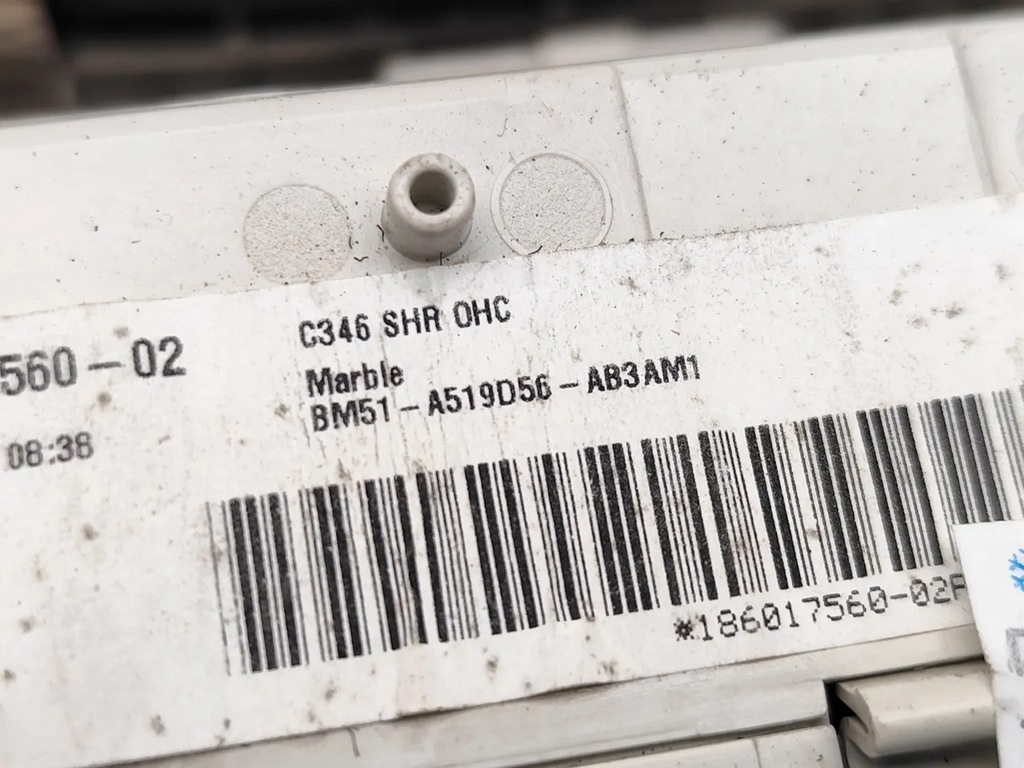 C346 SHR OHC
560-02
Marble
BM51-A519D56-AB3AM1
08:38
*186017560-02P